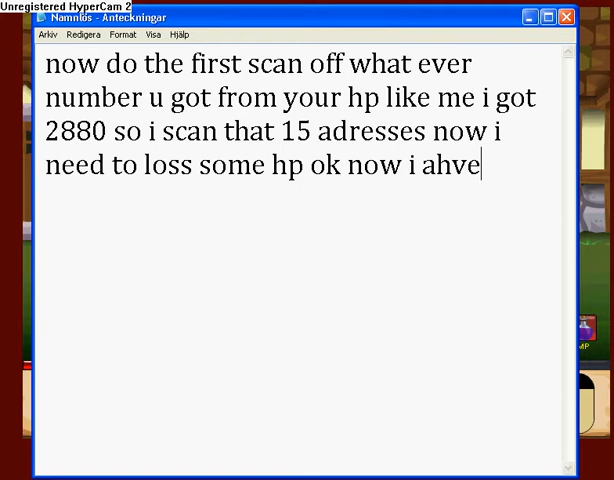 Unregistered HyperCam 2
Namnlös - Anteckningar
Arkiv Redigera Format Visa Hjälp
now do the first scan off what ever
number u got from your hp like me i got
2880 so i scan that 15 adresses now i
need to loss some hp ok now i ahve
MP